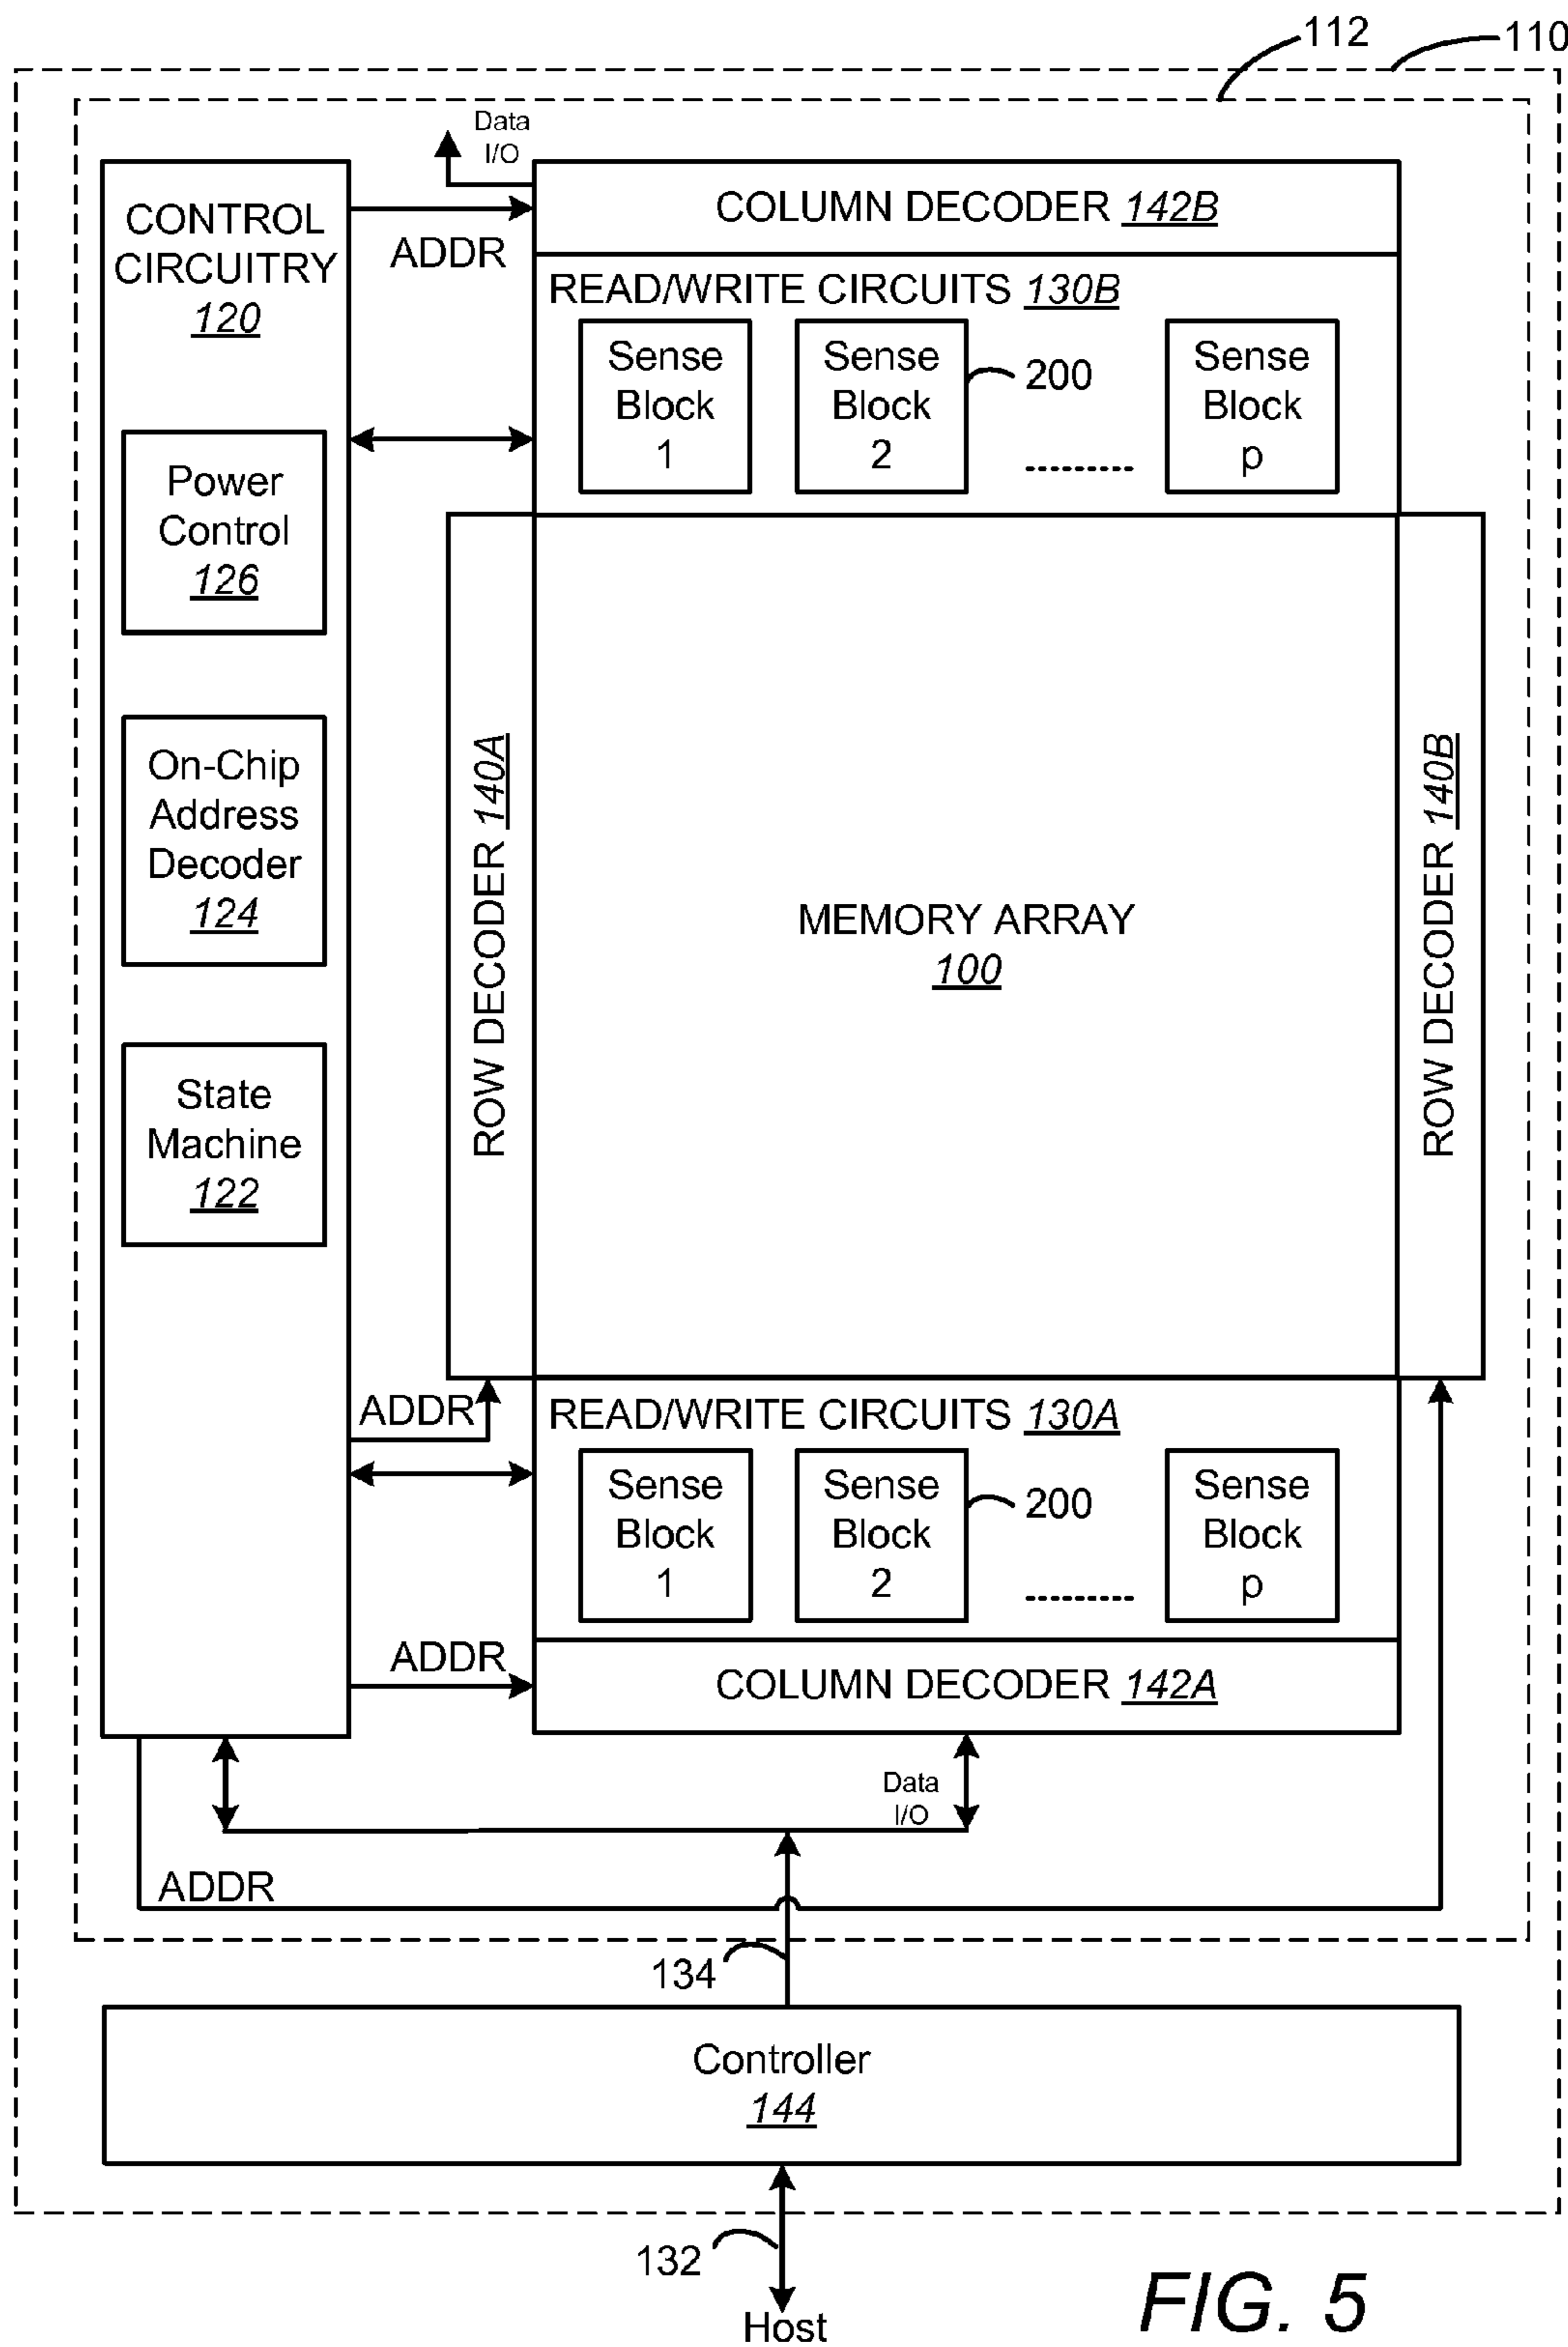 112
110
Data
I/O
CONTROL
CIRCUITRY
120
ADDR
COLUMN DECODER 142B
READ/WRITE CIRCUITS 130B
Sense
Block
1
Sense
Block
2
200
.........
Sense
Block
p
Power
Control
126
On-Chip
Address
Decoder
124
State
Machine
122
ROW DECODER 140A
MEMORY ARRAY
100
ROW DECODER 140B
ADDR
READ/WRITE CIRCUITS 130A
Sense
Block
1
Sense
Block
2
200
.........
Sense
Block
p
ADDR
COLUMN DECODER 142A
Data
I/O
ADDR
134
Controller
144
132
Host
FIG. 5